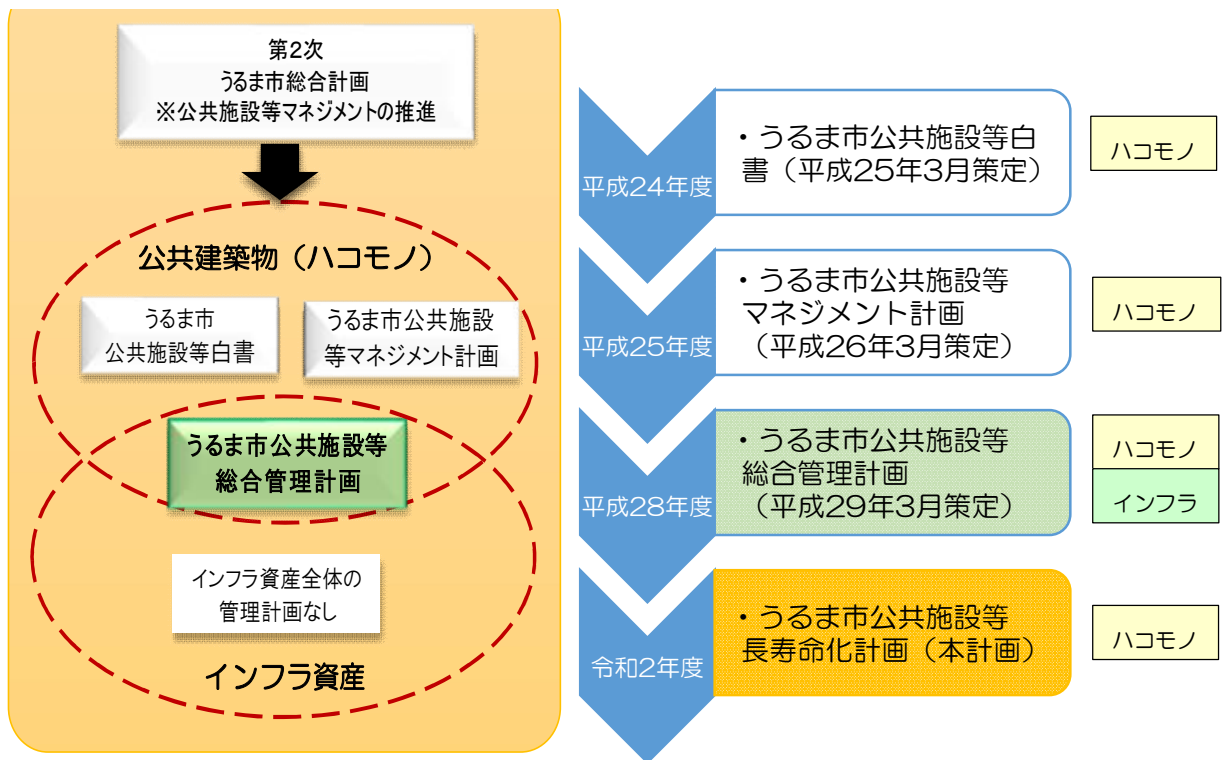 第2次
うるま市総合計画
※公共施設等マネジメントの推進
公共建築物（ハコモノ）
うるま市
公共施設等白書
うるま市公共施設
等マネジメント計画
うるま市公共施設等
総合管理計画
インフラ資産全体の
管理計画なし
インフラ資産
平成24年度
・うるま市公共施設等白
書（平成25年3月策定）
ハコモノ
平成25年度
・うるま市公共施設等
マネジメント計画
（平成26年3月策定）
ハコモノ
平成28年度
・うるま市公共施設等
総合管理計画
（平成29年3月策定）
ハコモノ
インフラ
令和2年度
・うるま市公共施設等
長寿命化計画（本計画）
ハコモノ